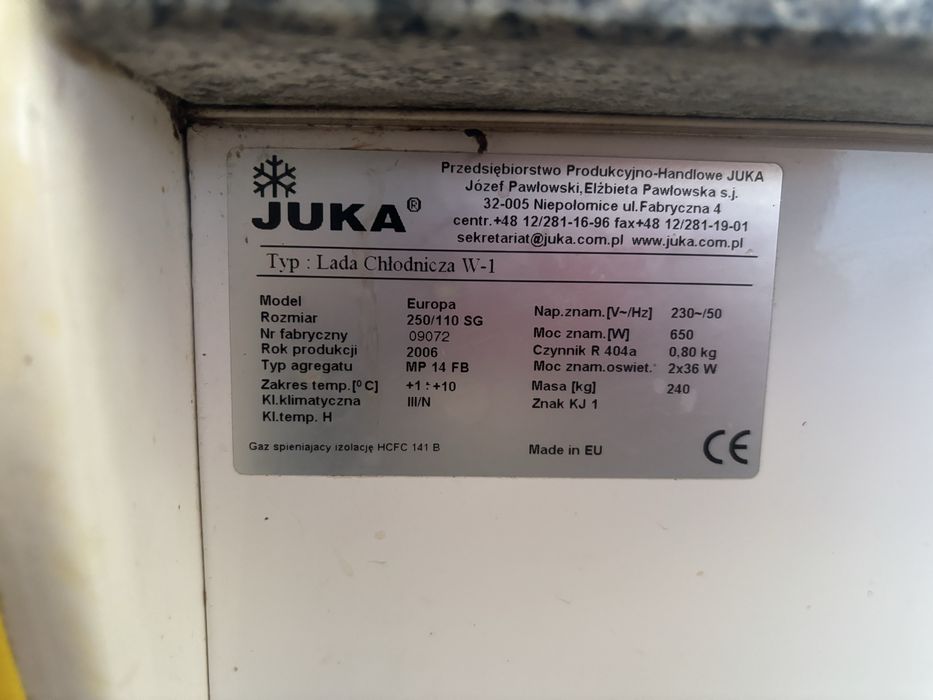 JUKA®
Przedsiębiorstwo Produkcyjno-Handlowe JUKA
Józef Pawłowski,Elżbieta Pawłowska s.j.
32-005 Niepołomice ul.Fabryczna 4
centr.+48 12/281-16-96 fax+48 12/281-19-01
sekretariat@juka.com.pl www.juka.com.pl
Typ : Lada Chłodnicza W-1
Model Europa
Rozmiar 250/110 SG
Nr fabryczny 09072
Rok produkcji 2006
Typ agregatu MP 14 FB
Zakres temp.[°C] +1 ÷ +10
Kl.klimatyczna III/N
Kl.temp. H
Nap.znam.[V~/Hz] 230~/50
Moc znam.[W] 650
Czynnik R 404a 0,80 kg
Moc znam.oswiet. 2x36 W
Masa [kg] 240
Znak KJ 1
Gaz spieniajacy izolację HCFC 141 B
Made in EU
CE